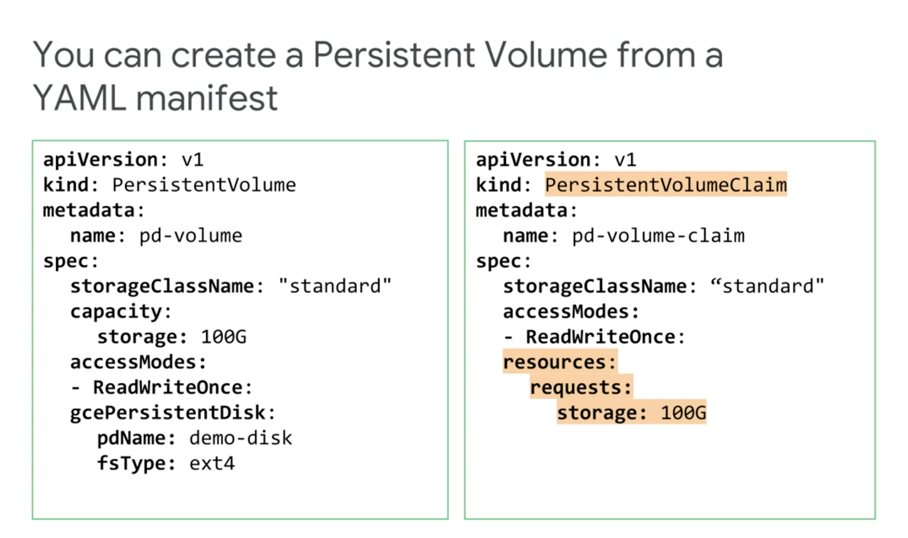 You can create a Persistent Volume from a
YAML manifest
apiVersion: v1
kind: PersistentVolume
metadata:
  name: pd-volume
spec:
  storageClassName: "standard"
  capacity:
    storage: 100G
  accessModes:
  - ReadWriteOnce:
  gcePersistentDisk:
    pdName: demo-disk
    fsType: ext4
apiVersion: v1
kind: PersistentVolumeClaim
metadata:
  name: pd-volume-claim
spec:
  storageClassName: “standard"
  accessModes:
  - ReadWriteOnce:
  resources:
    requests:
      storage: 100G